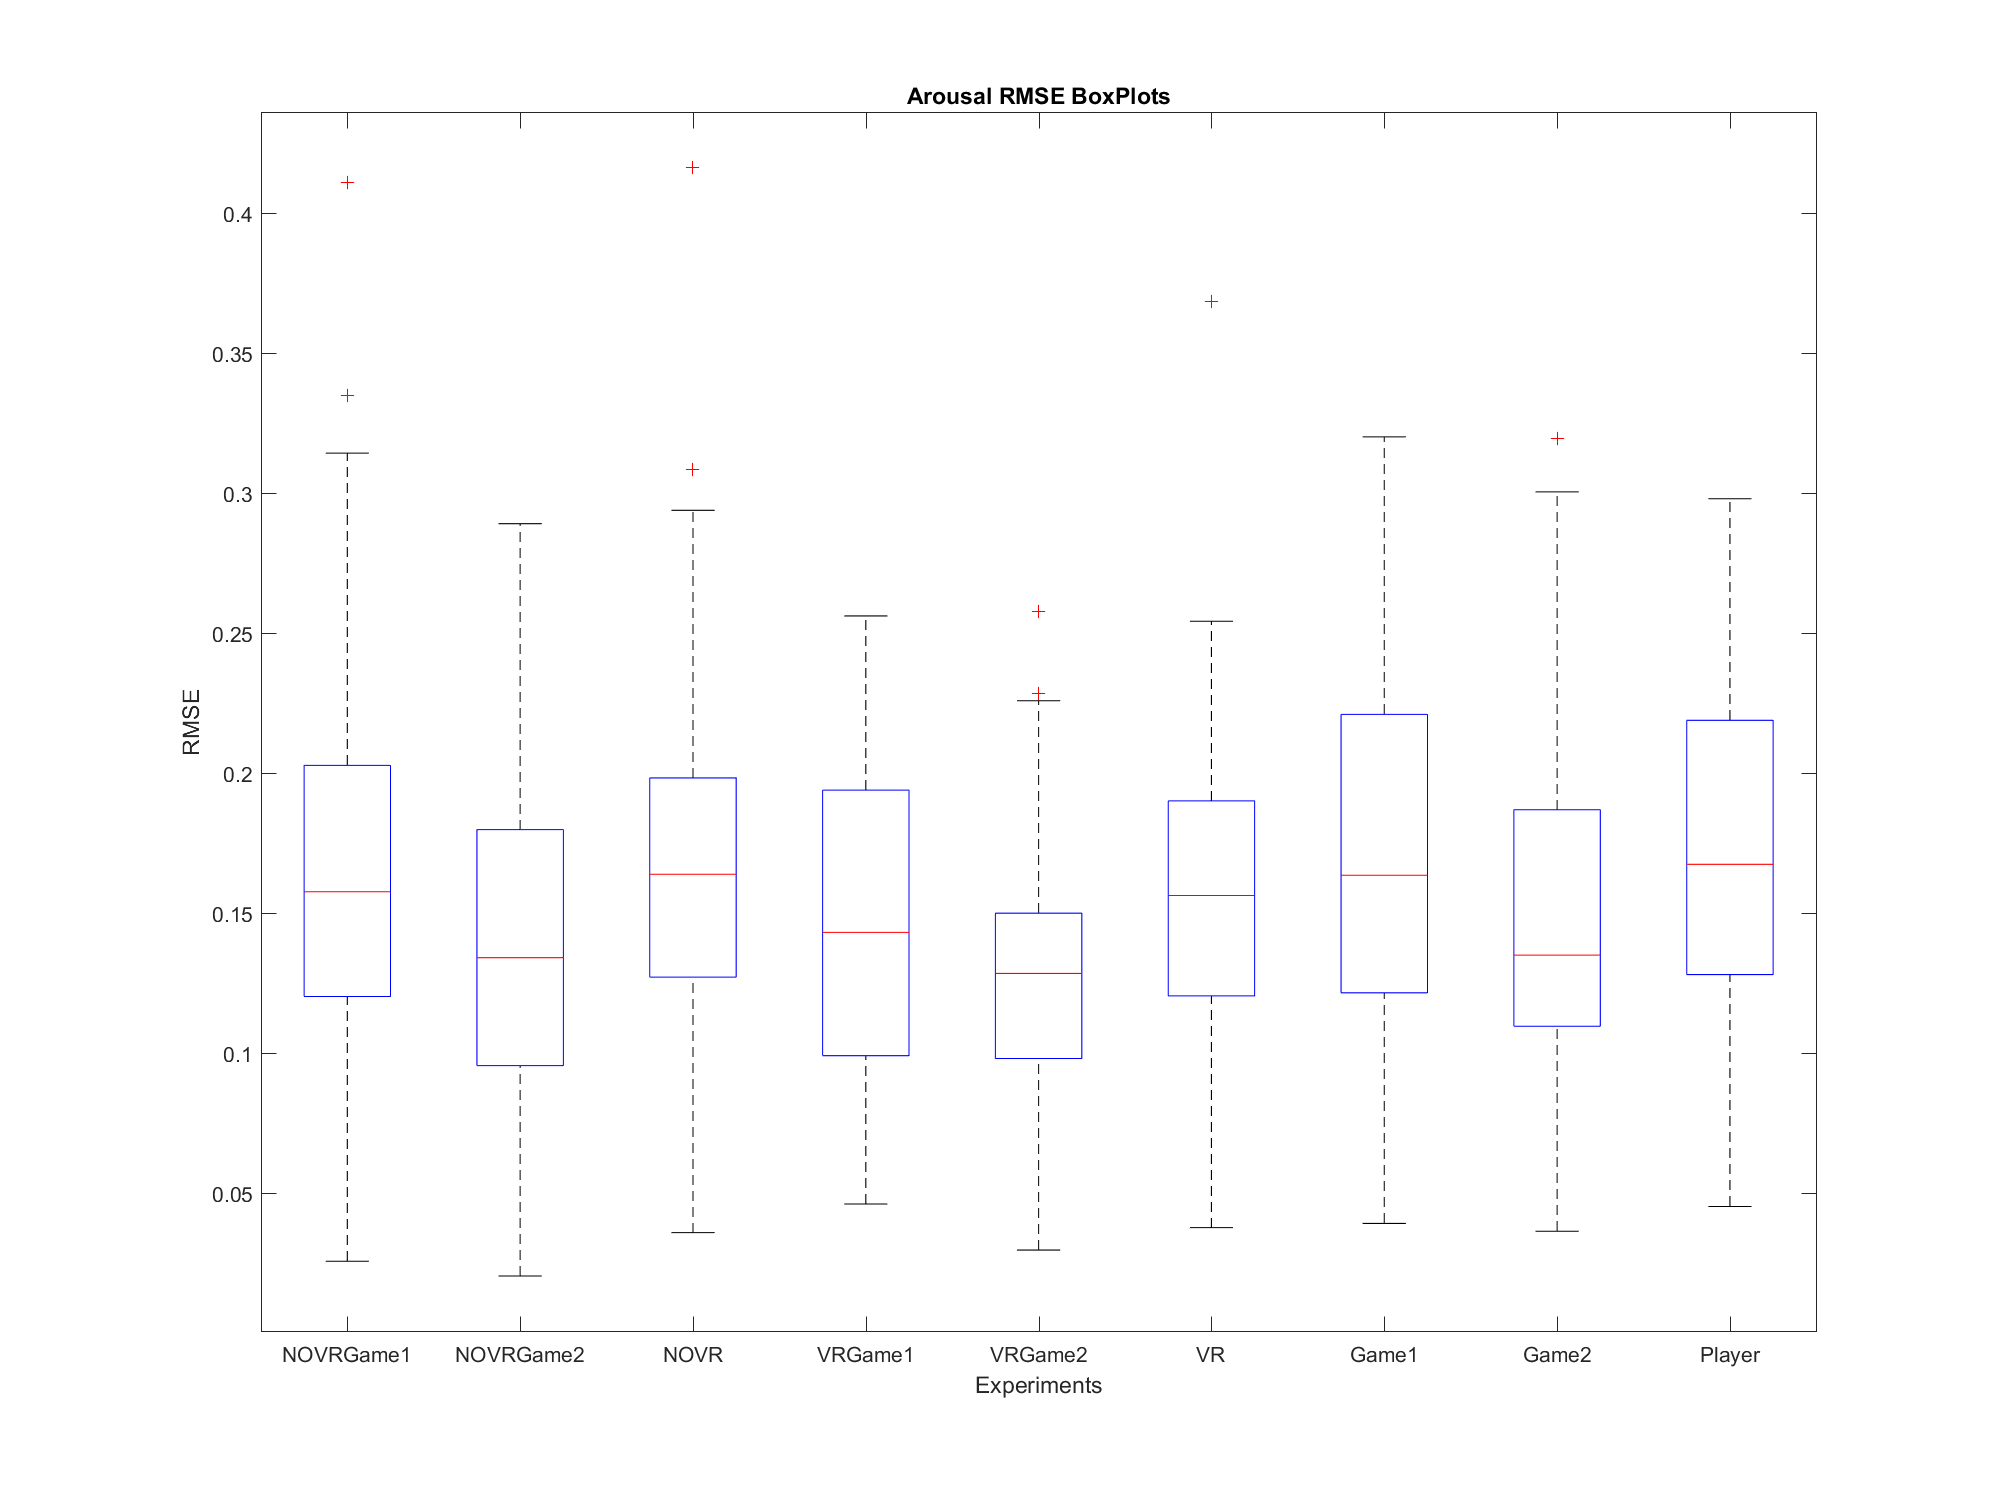 Arousal RMSE BoxPlots
0.4
0.35
0.3
0.25
0.2
0.15
0.1
0.05
RMSE
NOVRGame1 NOVRGame2 NOVR VRGame1 VRGame2 VR Game1 Game2 Player
Experiments